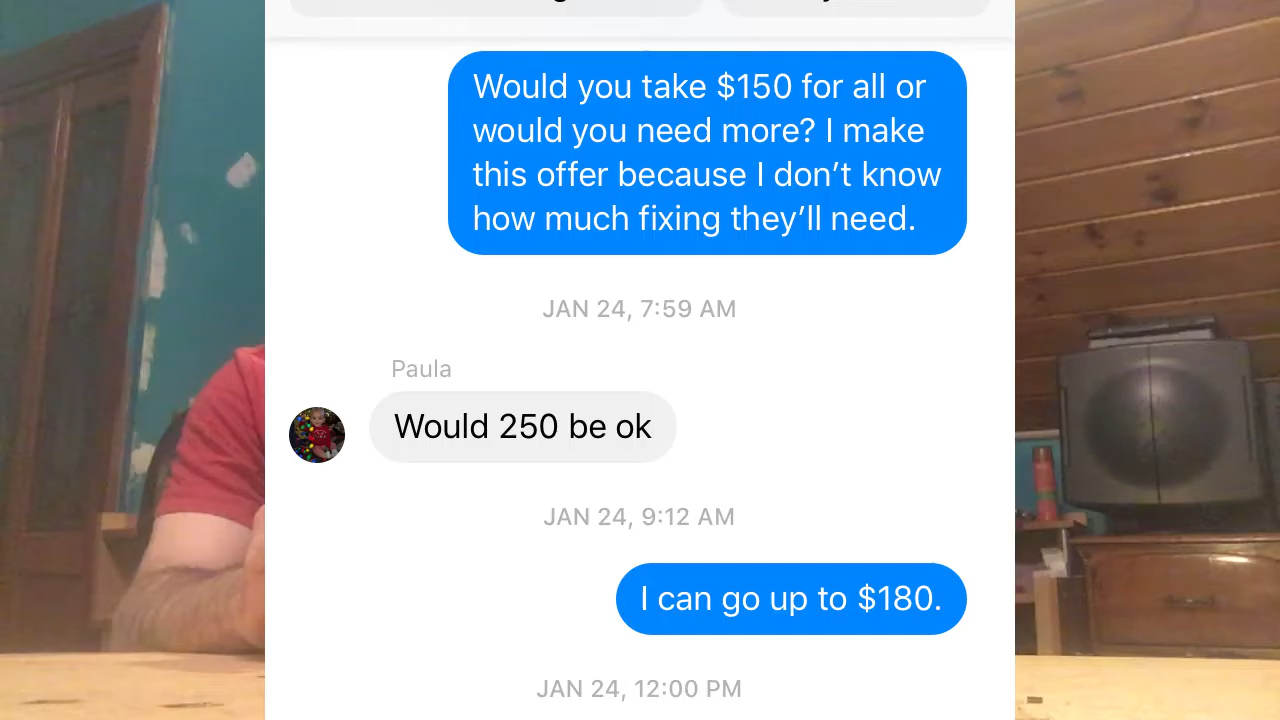 Would you take $150 for all or
would you need more? I make
this offer because I don’t know
how much fixing they’ll need.
JAN 24, 7:59 AM
Paula
Would 250 be ok
JAN 24, 9:12 AM
I can go up to $180.
JAN 24, 12:00 PM